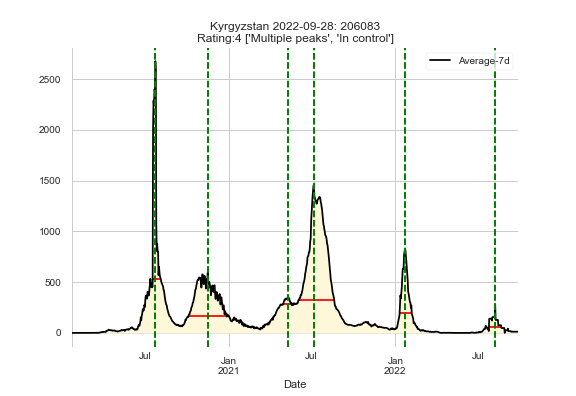 Kyrgyzstan 2022-09-28: 206083
Rating:4 ['Multiple peaks', 'In control']
Average-7d
2500
2000
1500
1000
500
0
Jul
Jan
2021
Jul
Jan
2022
Jul
Date